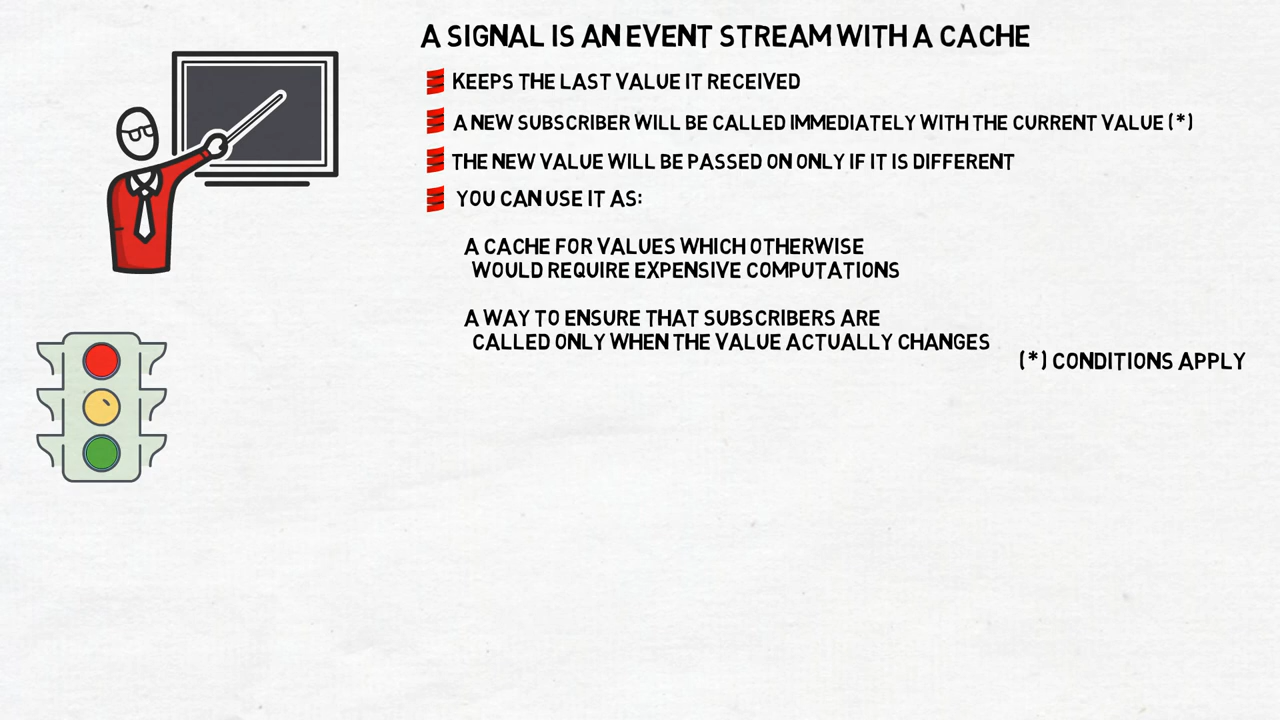 A SIGNAL IS AN EVENT STREAM WITH A CACHE
KEEPS THE LAST VALUE IT RECEIVED
A NEW SUBSCRIBER WILL BE CALLED IMMEDIATELY WITH THE CURRENT VALUE (*)
THE NEW VALUE WILL BE PASSED ON ONLY IF IT IS DIFFERENT
YOU CAN USE IT AS:
A CACHE FOR VALUES WHICH OTHERWISE
WOULD REQUIRE EXPENSIVE COMPUTATIONS
A WAY TO ENSURE THAT SUBSCRIBERS ARE
CALLED ONLY WHEN THE VALUE ACTUALLY CHANGES
(*) CONDITIONS APPLY